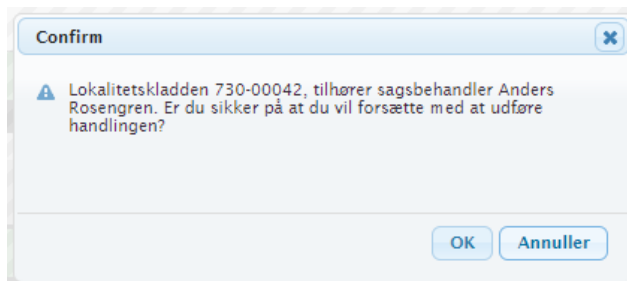 Confirm
Lokalitetskladden 730-00042, tilhører sagsbehandler Anders
Rosengren. Er du sikker på at du vil forsætte med at udføre
handlingen?
OK
Annuller